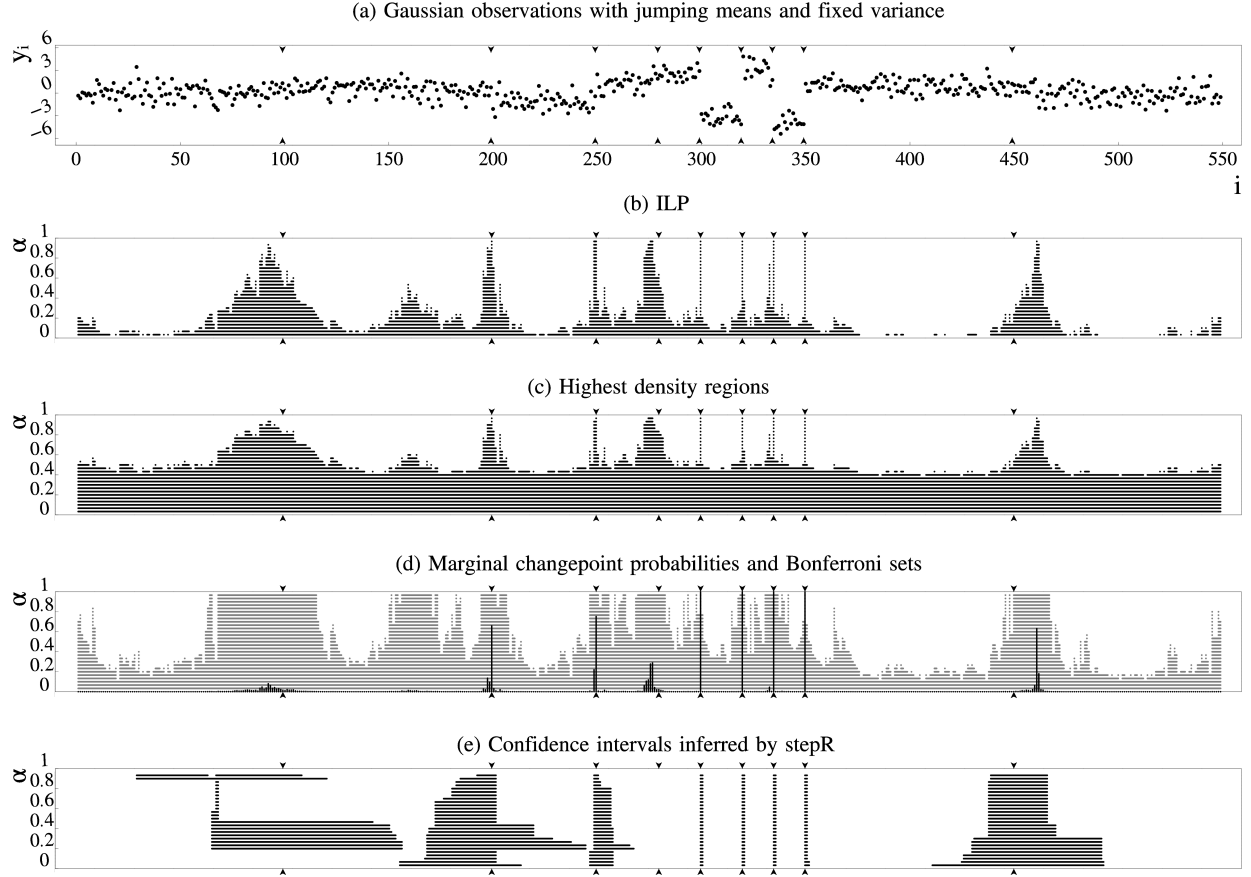 (a) Gaussian observations with jumping means and fixed variance
y_i
6
3
0
-3
-6
0 50 100 150 200 250 300 350 400 450 500 550
i
(b) ILP
α
1
0.8
0.6
0.4
0.2
0
(c) Highest density regions
α
1
0.8
0.6
0.4
0.2
0
(d) Marginal changepoint probabilities and Bonferroni sets
α
1
0.8
0.6
0.4
0.2
0
(e) Confidence intervals inferred by stepR
α
1
0.8
0.6
0.4
0.2
0